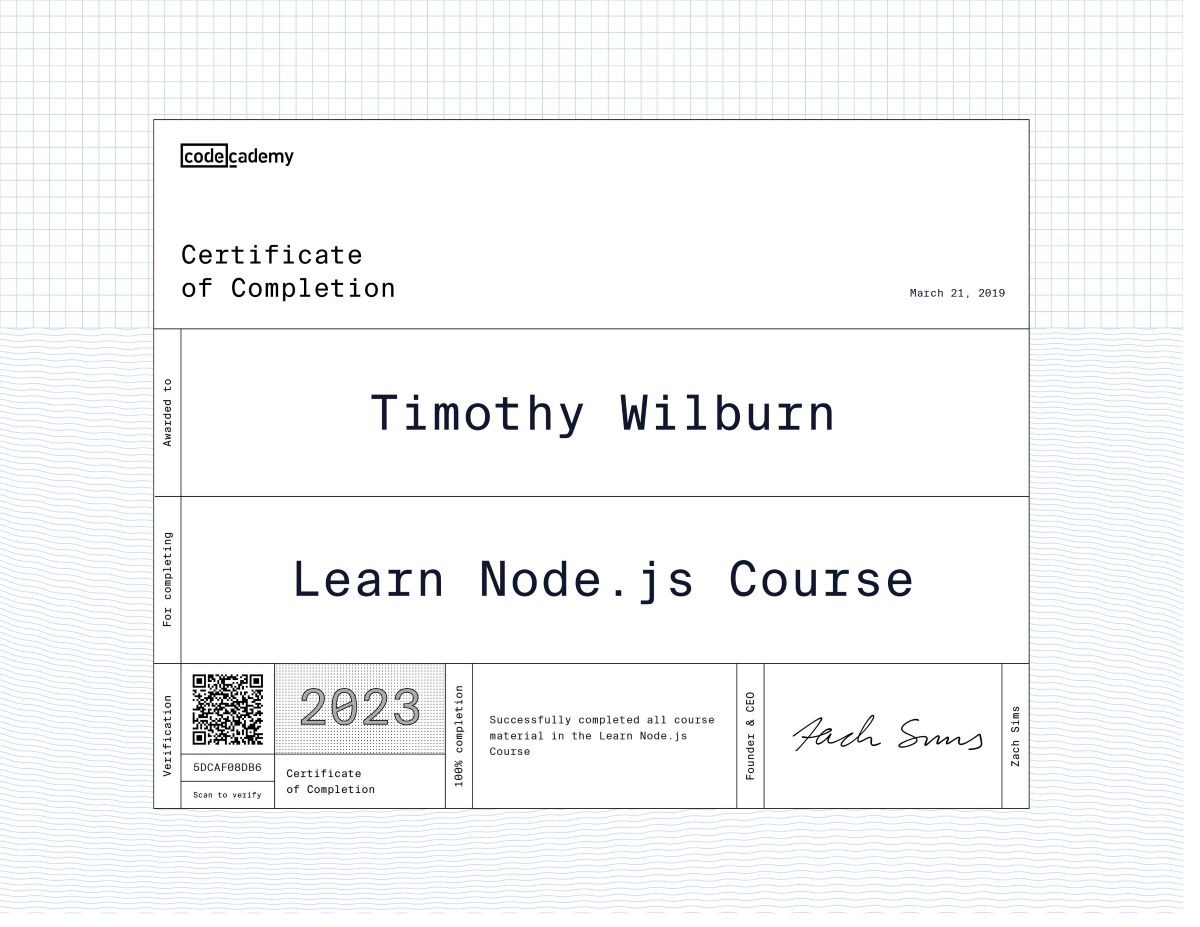 codecademy
Certificate
of Completion
March 21, 2019
Awarded to
Timothy Wilburn
For completing
Learn Node.js Course
Verification
5DCAF08DB6
Scan to verify
2023
Certificate
of Completion
100% completion
Successfully completed all course
material in the Learn Node.js
Course
Founder & CEO
Zach Sims
Zach Sims